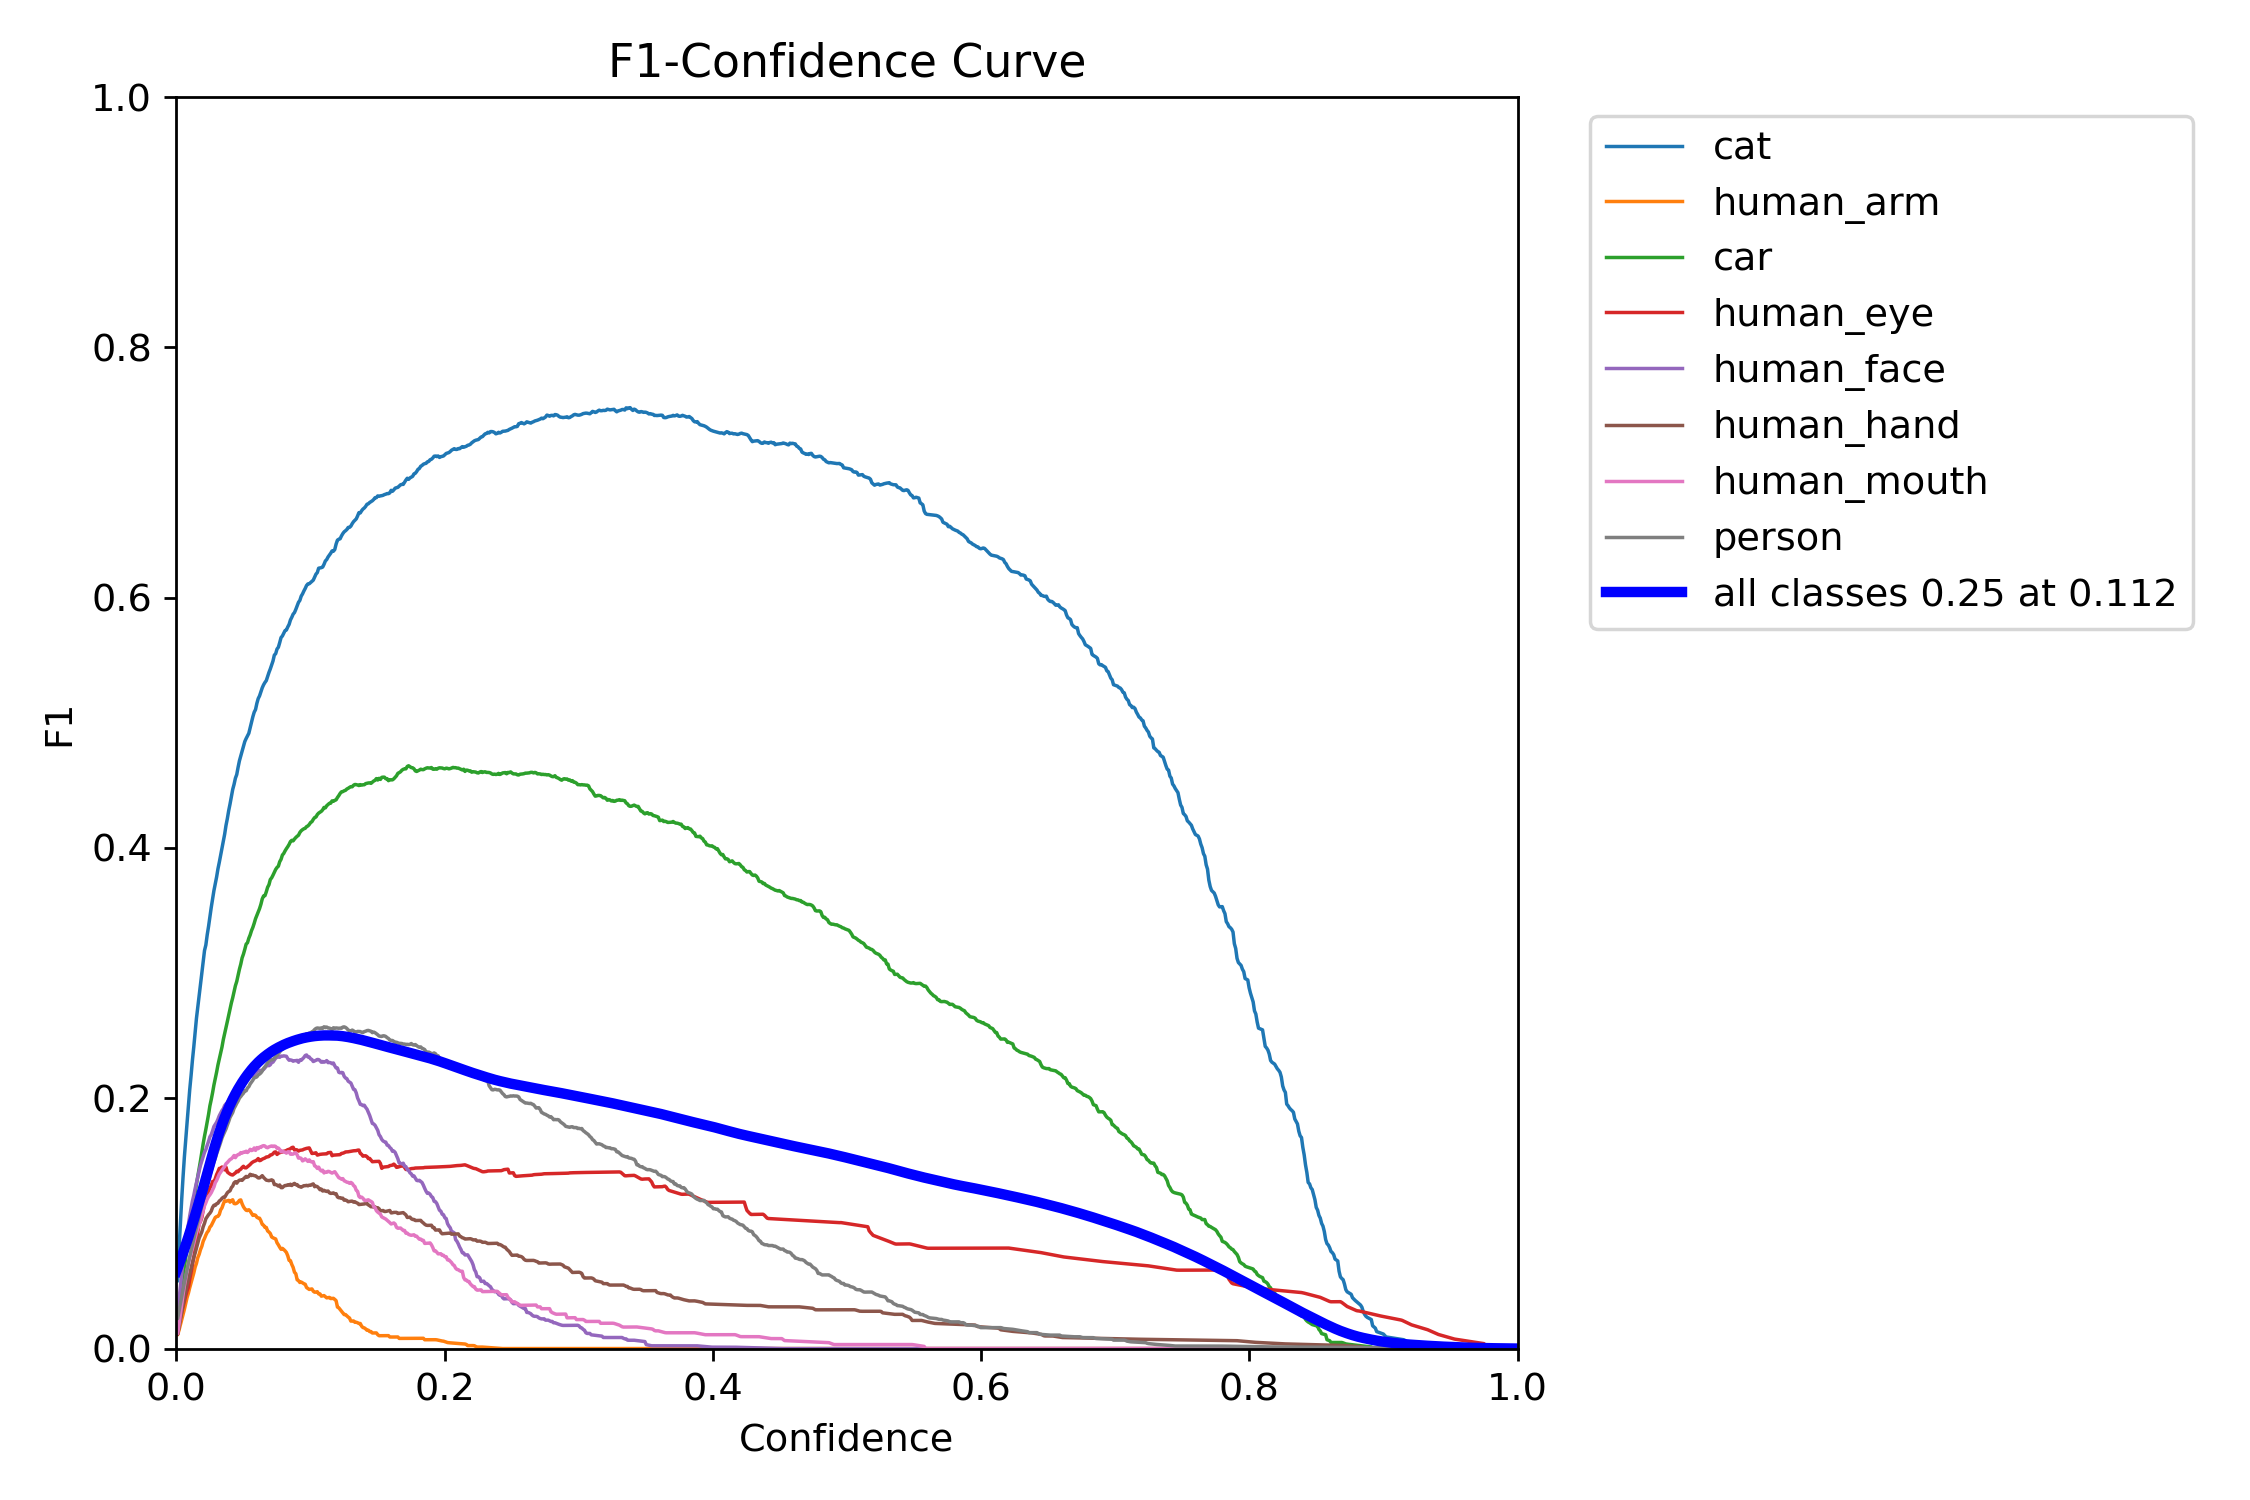 F1-Confidence Curve
1.0
0.8
0.6
0.4
0.2
0.0
F1
0.0 0.2 0.4 0.6 0.8 1.0
Confidence
cat
human_arm
car
human_eye
human_face
human_hand
human_mouth
person
all classes 0.25 at 0.112